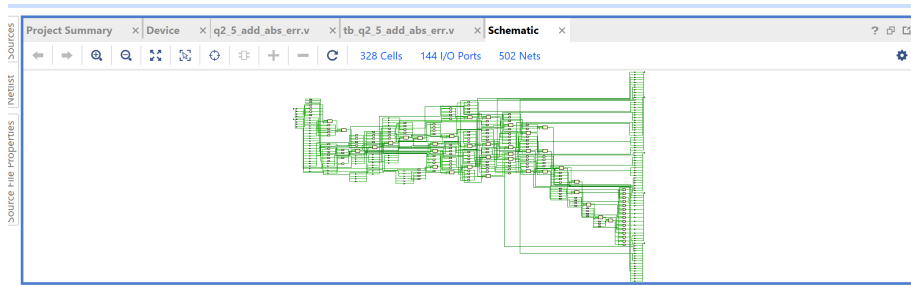 Project Summary × Device × q2_5_add_abs_err.v × tb_q2_5_add_abs_err.v × Schematic × ?
328 Cells 144 I/O Ports 502 Nets
Sources
Netlist
Source File Properties